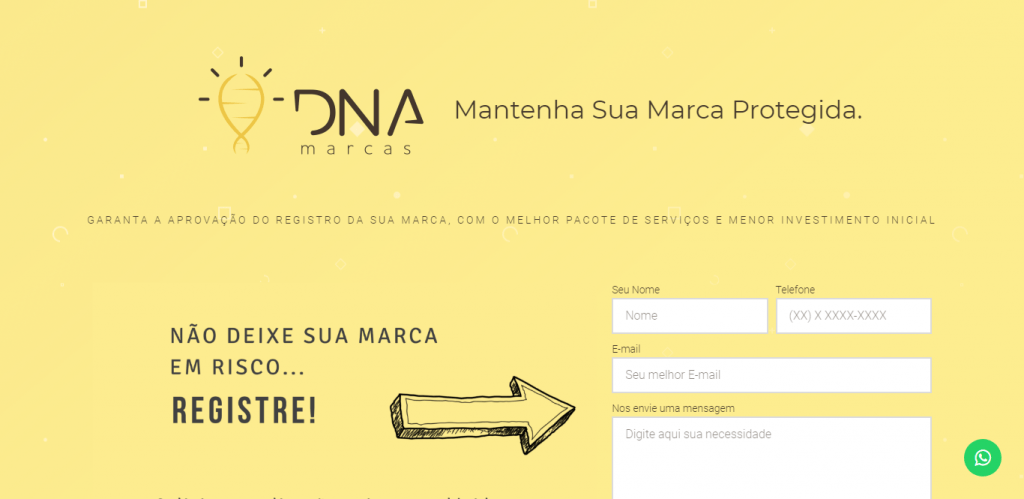 DNA
marcas
Mantenha Sua Marca Protegida.
GARANTA A APROVAÇÃO DO REGISTRO DA SUA MARCA, COM O MELHOR PACOTE DE SERVIÇOS E MENOR INVESTIMENTO INICIAL
NÃO DEIXE SUA MARCA
EM RISCO...
REGISTRE!
Seu Nome
Telefone
Nome
(XX) X XXXX-XXXX
E-mail
Seu melhor E-mail
Nos envie uma mensagem
Digite aqui sua necessidade